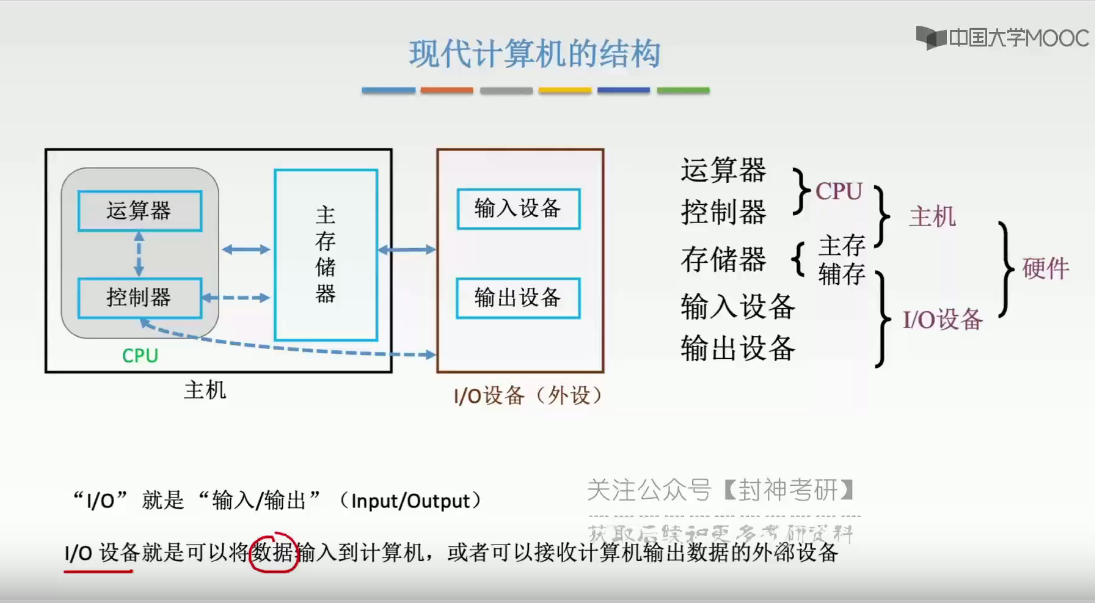 中国大学MOOC
现代计算机的结构
运算器
控制器
CPU
主存储器
主机
输入设备
输出设备
I/O设备（外设）
运算器
控制器
CPU
存储器
主存
辅存
主机
输入设备
输出设备
I/O设备
硬件
“I/O” 就是 “输入/输出”（Input/Output）
关注公众号【封神考研】
获取后续和更多考研资料
I/O 设备就是可以将数据输入到计算机，或者可以接收计算机输出数据的外部设备